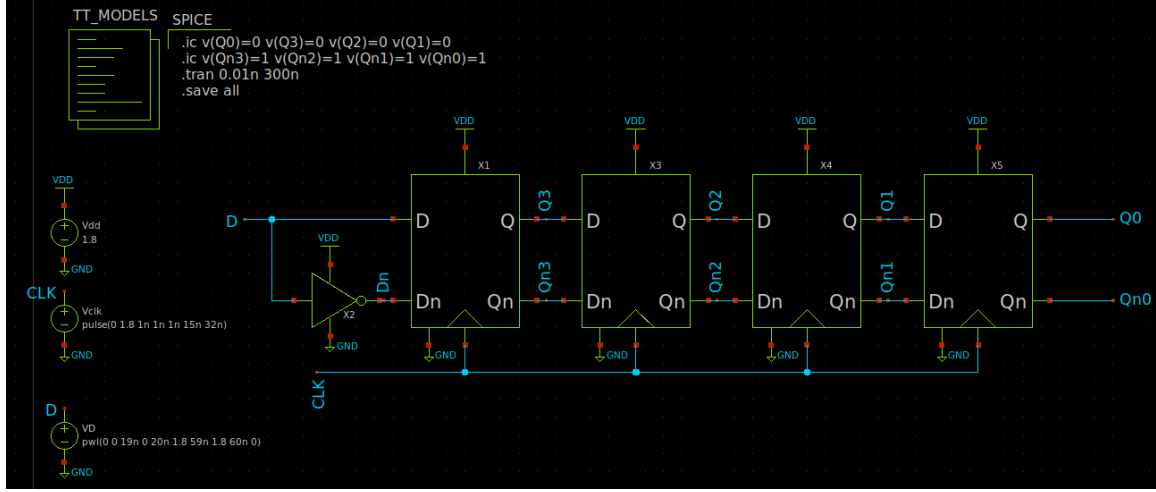 TT_MODELS
SPICE
.ic v(Q0)=0 v(Q3)=0 v(Q2)=0 v(Q1)=0
.ic v(Qn3)=1 v(Qn2)=1 v(Qn1)=1 v(Qn0)=1
.tran 0.01n 300n
.save all
VDD
VDD
VDD
VDD
X1
X3
X4
X5
VDD
Vdd
1.8
GND
D
D
Q
Q3
D
Q
Q2
D
Q
Q1
D
Q
Q0
VDD
Dn
X2
GND
Dn
Qn
Qn3
Dn
Qn
Qn2
Dn
Qn
Qn1
Dn
Qn
Qn0
GND
GND
GND
GND
CLK
CLK
Vclk
pulse(0 1.8 1n 1n 1n 15n 32n)
GND
D
VD
pwl(0 0 19n 0 20n 1.8 59n 1.8 60n 0)
GND